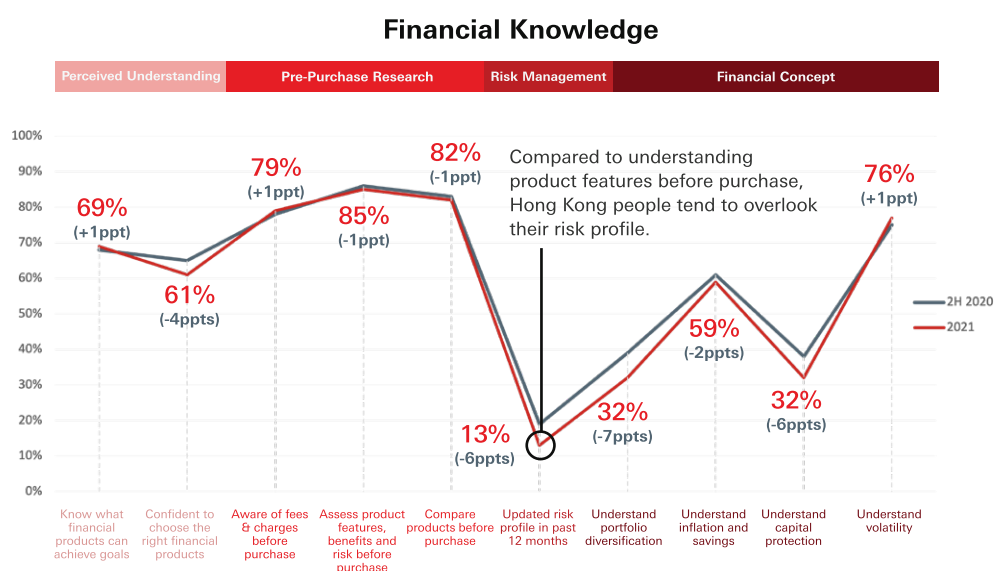 Financial Knowledge
Perceived Understanding
Pre-Purchase Research
Risk Management
Financial Concept
100%
90%
80%
70%
60%
50%
40%
30%
20%
10%
0%
69%
(+1ppt)
61%
(-4ppts)
79%
(+1ppt)
85%
(-1ppt)
82%
(-1ppt)
13%
(-6ppts)
32%
(-7ppts)
59%
(-2ppts)
32%
(-6ppts)
76%
(+1ppt)
Compared to understanding
product features before purchase,
Hong Kong people tend to overlook
their risk profile.
2H 2020
2021
Know what
financial
products can
achieve goals
Confident to
choose the
right financial
products
Aware of fees
& charges
before
purchase
Assess product
features,
benefits and
risk before
purchase
Compare
products before
purchase
Updated risk
profile in past
12 months
Understand
portfolio
diversification
Understand
inflation and
savings
Understand
capital
protection
Understand
volatility